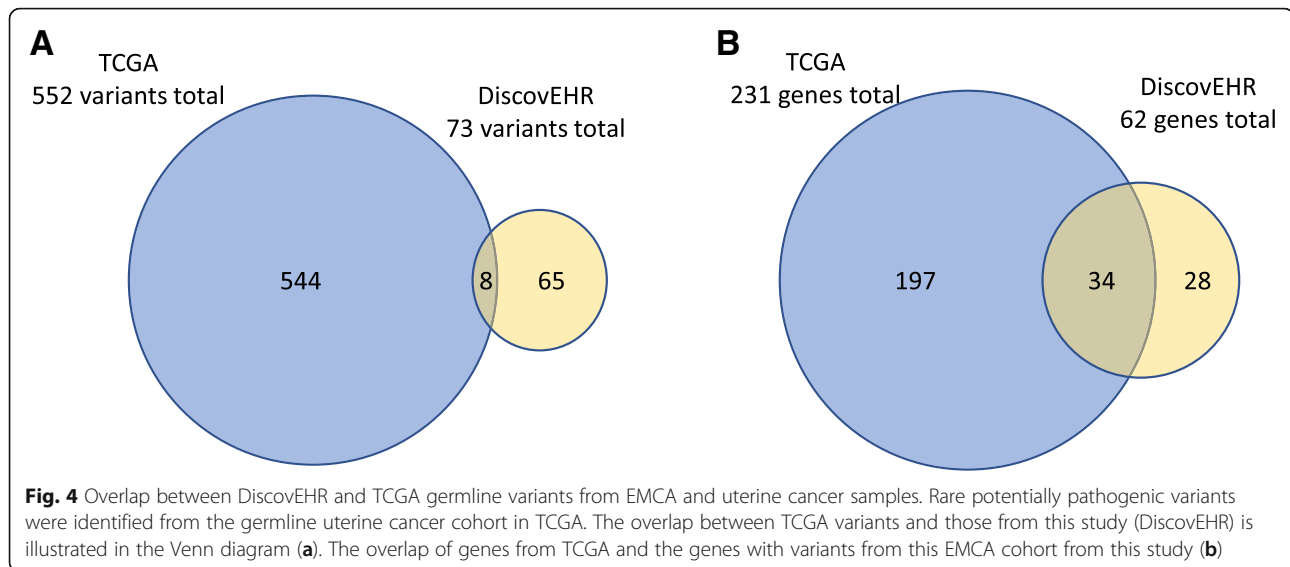 A
TCGA
552 variants total
DiscovEHR
73 variants total
544
8
65
B
TCGA
231 genes total
DiscovEHR
62 genes total
197
34
28
Fig. 4 Overlap between DiscovEHR and TCGA germline variants from EMCA and uterine cancer samples. Rare potentially pathogenic variants
were identified from the germline uterine cancer cohort in TCGA. The overlap between TCGA variants and those from this study (DiscovEHR) is
illustrated in the Venn diagram (a). The overlap of genes from TCGA and the genes with variants from this EMCA cohort from this study (b)